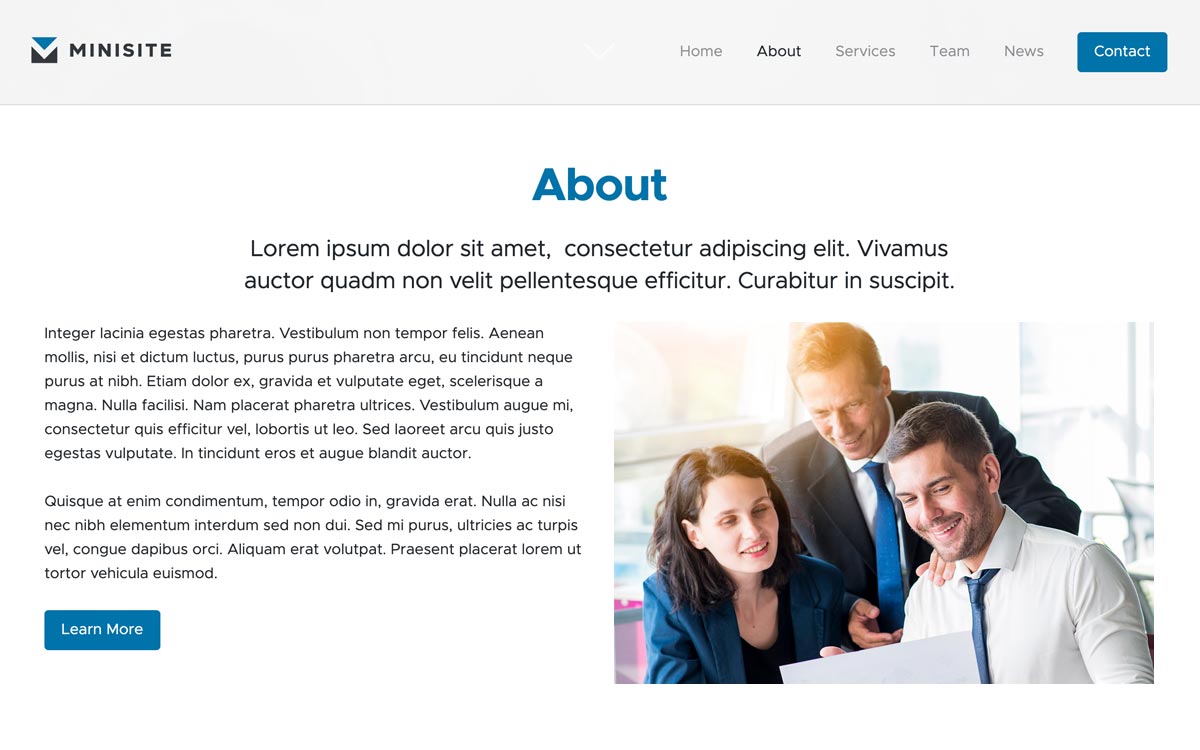 MINISITE
Home About Services Team News Contact
About
Lorem ipsum dolor sit amet,  consectetur adipiscing elit. Vivamus
auctor quadm non velit pellentesque efficitur. Curabitur in suscipit.
Integer lacinia egestas pharetra. Vestibulum non tempor felis. Aenean
mollis, nisi et dictum luctus, purus purus pharetra arcu, eu tincidunt neque
purus at nibh. Etiam dolor ex, gravida et vulputate eget, scelerisque a
magna. Nulla facilisi. Nam placerat pharetra ultrices. Vestibulum augue mi,
consectetur quis efficitur vel, lobortis ut leo. Sed laoreet arcu quis justo
egestas vulputate. In tincidunt eros et augue blandit auctor.
Quisque at enim condimentum, tempor odio in, gravida erat. Nulla ac nisi
nec nibh elementum interdum sed non dui. Sed mi purus, ultricies ac turpis
vel, congue dapibus orci. Aliquam erat volutpat. Praesent placerat lorem ut
tortor vehicula euismod.
Learn More